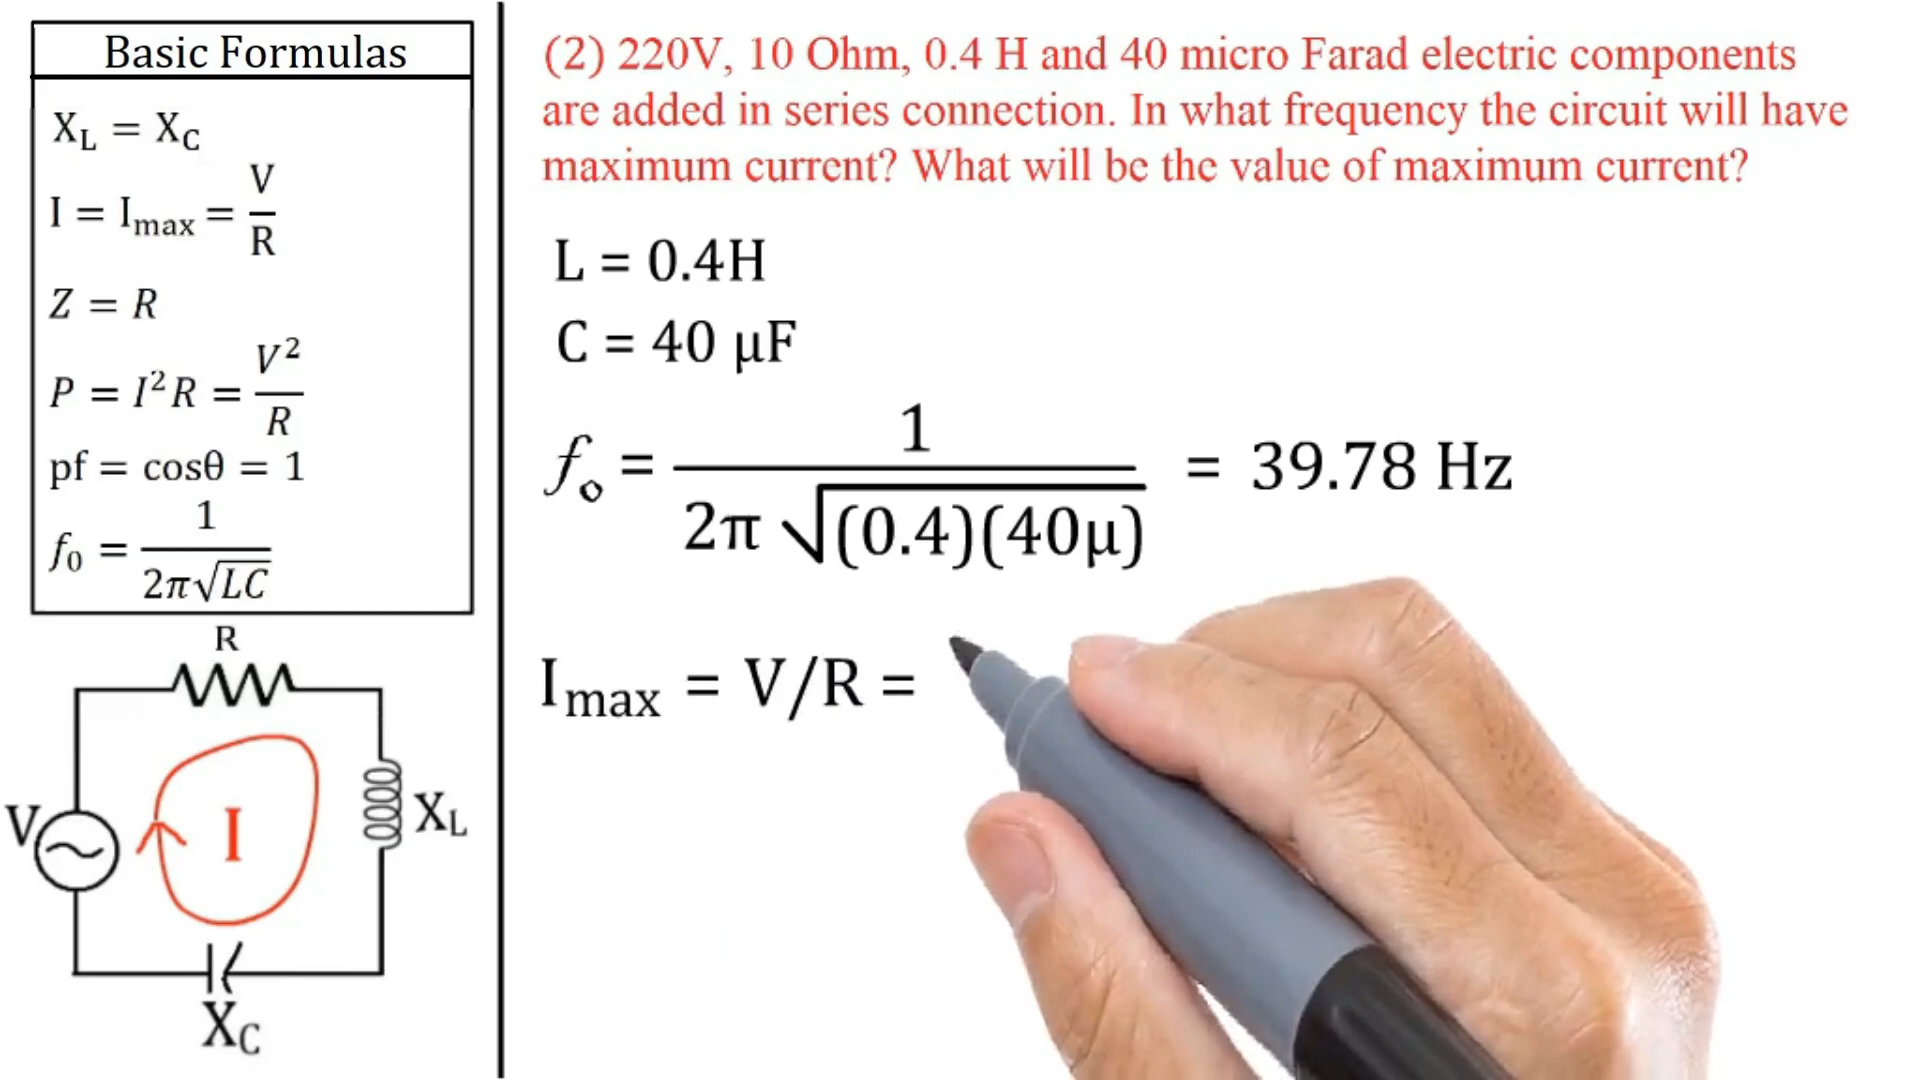 Basic Formulas
X_L = X_C
I = I_max = V/R
Z = R
P = I²R = V²/R
pf = cosθ = 1
f₀ = 1/(2π√LC)
R
V
I
X_L
X_C
(2) 220V, 10 Ohm, 0.4 H and 40 micro Farad electric components
are added in series connection. In what frequency the circuit will have
maximum current? What will be the value of maximum current?
L = 0.4H
C = 40 μF
f₀ = 1/(2π √(0.4)(40μ)) = 39.78 Hz
I_max = V/R =